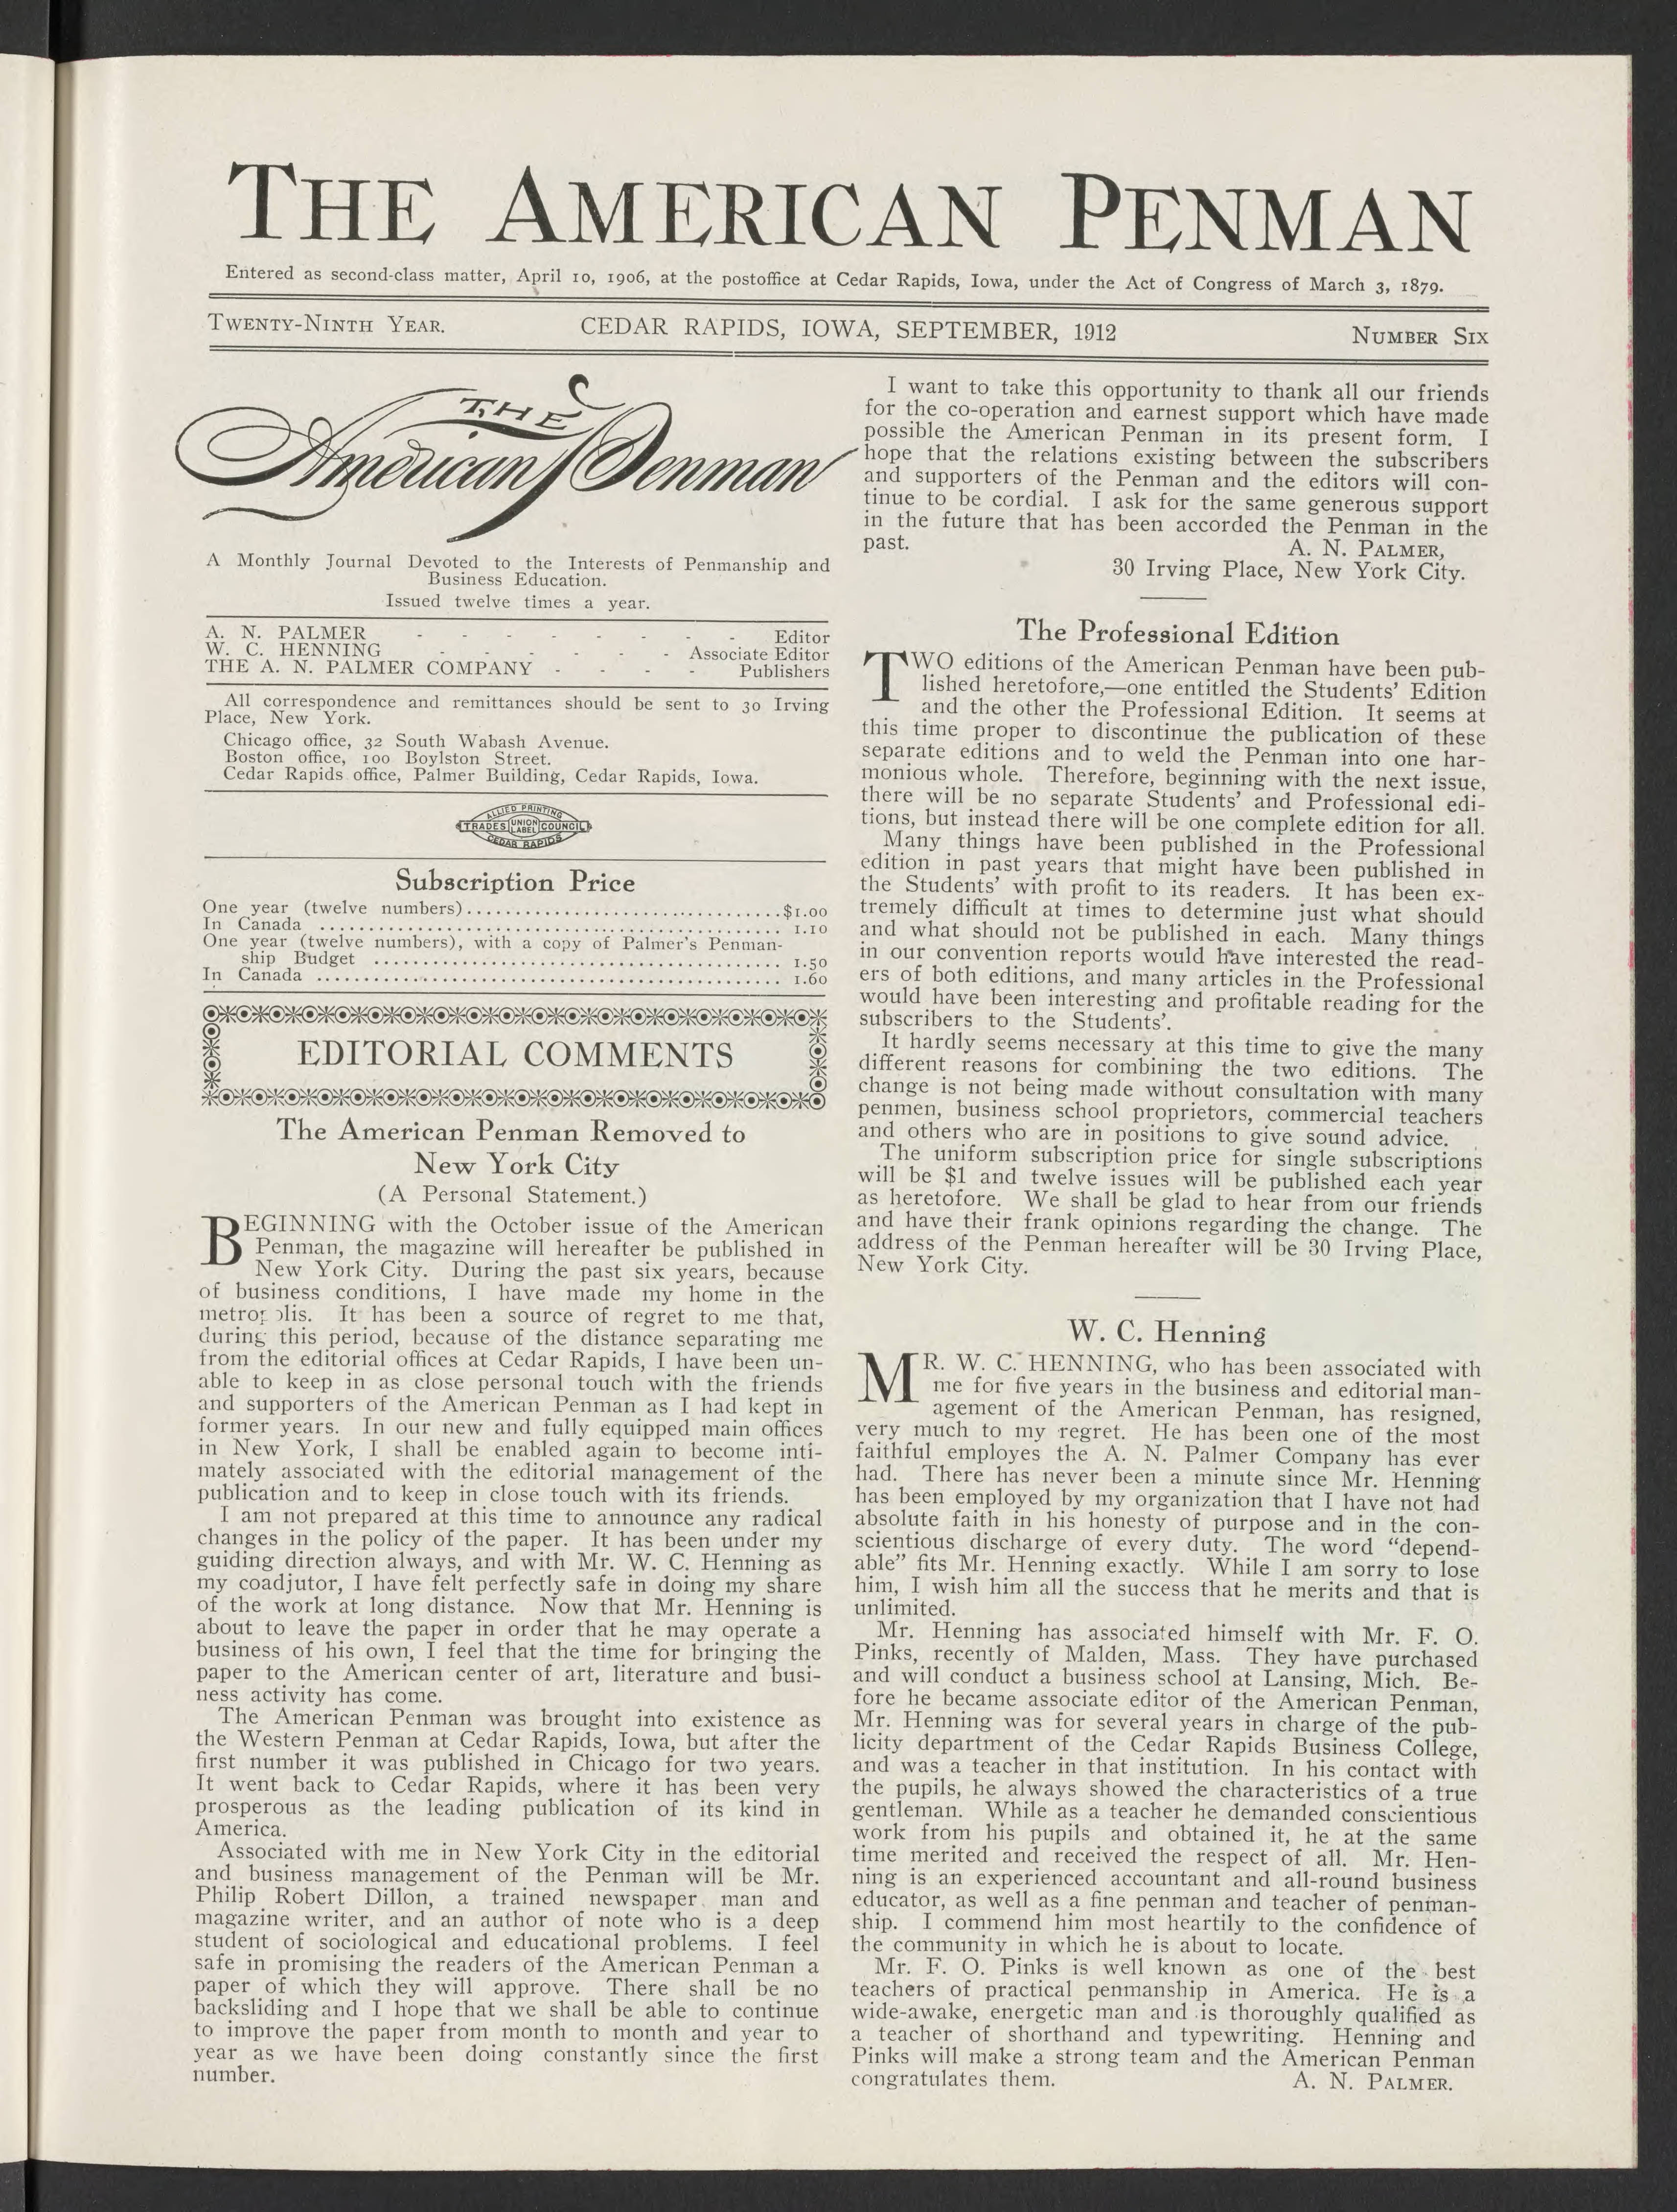 THE AMERICAN PENMAN
Entered as second-class matter, April 10, 1906, at the postoffice at Cedar Rapids, Iowa, under the Act of Congress of March 3, 1879.
TWENTY-NINTH YEAR. CEDAR RAPIDS, IOWA, SEPTEMBER, 1912 NUMBER SIX
THE
American Penman
A Monthly Journal Devoted to the Interests of Penmanship and
Business Education.
Issued twelve times a year.
A. N. PALMER - - - - - - - - Editor
W. C. HENNING - - - - - - Associate Editor
THE A. N. PALMER COMPANY - - - - Publishers
All correspondence and remittances should be sent to 30 Irving
Place, New York.
Chicago office, 32 South Wabash Avenue.
Boston office, 100 Boylston Street.
Cedar Rapids office, Palmer Building, Cedar Rapids, Iowa.
ALLIED PRINTING
TRADES UNION LABEL COUNCIL
CEDAR RAPIDS
Subscription Price
One year (twelve numbers)................................$1.00
In Canada ................................................ 1.10
One year (twelve numbers), with a copy of Palmer's Penman-
ship Budget .......................................... 1.50
In Canada ................................................ 1.60
EDITORIAL COMMENTS
The American Penman Removed to
New York City
(A Personal Statement.)
BEGINNING with the October issue of the American
Penman, the magazine will hereafter be published in
New York City. During the past six years, because
of business conditions, I have made my home in the
metropolis. It has been a source of regret to me that,
during this period, because of the distance separating me
from the editorial offices at Cedar Rapids, I have been un-
able to keep in as close personal touch with the friends
and supporters of the American Penman as I had kept in
former years. In our new and fully equipped main offices
in New York, I shall be enabled again to become inti-
mately associated with the editorial management of the
publication and to keep in close touch with its friends.
I am not prepared at this time to announce any radical
changes in the policy of the paper. It has been under my
guiding direction always, and with Mr. W. C. Henning as
my coadjutor, I have felt perfectly safe in doing my share
of the work at long distance. Now that Mr. Henning is
about to leave the paper in order that he may operate a
business of his own, I feel that the time for bringing the
paper to the American center of art, literature and busi-
ness activity has come.
The American Penman was brought into existence as
the Western Penman at Cedar Rapids, Iowa, but after the
first number it was published in Chicago for two years.
It went back to Cedar Rapids, where it has been very
prosperous as the leading publication of its kind in
America.
Associated with me in New York City in the editorial
and business management of the Penman will be Mr.
Philip Robert Dillon, a trained newspaper man and
magazine writer, and an author of note who is a deep
student of sociological and educational problems. I feel
safe in promising the readers of the American Penman a
paper of which they will approve. There shall be no
backsliding and I hope that we shall be able to continue
to improve the paper from month to month and year to
year as we have been doing constantly since the first
number.
I want to take this opportunity to thank all our friends
for the co-operation and earnest support which have made
possible the American Penman in its present form. I
hope that the relations existing between the subscribers
and supporters of the Penman and the editors will con-
tinue to be cordial. I ask for the same generous support
in the future that has been accorded the Penman in the
past. A. N. PALMER,
30 Irving Place, New York City.
The Professional Edition
TWO editions of the American Penman have been pub-
lished heretofore,—one entitled the Students' Edition
and the other the Professional Edition. It seems at
this time proper to discontinue the publication of these
separate editions and to weld the Penman into one har-
monious whole. Therefore, beginning with the next issue,
there will be no separate Students' and Professional edi-
tions, but instead there will be one complete edition for all.
Many things have been published in the Professional
edition in past years that might have been published in
the Students' with profit to its readers. It has been ex-
tremely difficult at times to determine just what should
and what should not be published in each. Many things
in our convention reports would have interested the read-
ers of both editions, and many articles in the Professional
would have been interesting and profitable reading for the
subscribers to the Students'.
It hardly seems necessary at this time to give the many
different reasons for combining the two editions. The
change is not being made without consultation with many
penmen, business school proprietors, commercial teachers
and others who are in positions to give sound advice.
The uniform subscription price for single subscriptions
will be $1 and twelve issues will be published each year
as heretofore. We shall be glad to hear from our friends
and have their frank opinions regarding the change. The
address of the Penman hereafter will be 30 Irving Place,
New York City.
W. C. Henning
MR. W. C. HENNING, who has been associated with
me for five years in the business and editorial man-
agement of the American Penman, has resigned,
very much to my regret. He has been one of the most
faithful employes the A. N. Palmer Company has ever
had. There has never been a minute since Mr. Henning
has been employed by my organization that I have not had
absolute faith in his honesty of purpose and in the con-
scientious discharge of every duty. The word “depend-
able” fits Mr. Henning exactly. While I am sorry to lose
him, I wish him all the success that he merits and that is
unlimited.
Mr. Henning has associated himself with Mr. F. O.
Pinks, recently of Malden, Mass. They have purchased
and will conduct a business school at Lansing, Mich. Be-
fore he became associate editor of the American Penman,
Mr. Henning was for several years in charge of the pub-
licity department of the Cedar Rapids Business College,
and was a teacher in that institution. In his contact with
the pupils, he always showed the characteristics of a true
gentleman. While as a teacher he demanded conscientious
work from his pupils and obtained it, he at the same
time merited and received the respect of all. Mr. Hen-
ning is an experienced accountant and all-round business
educator, as well as a fine penman and teacher of penman-
ship. I commend him most heartily to the confidence of
the community in which he is about to locate.
Mr. F. O. Pinks is well known as one of the best
teachers of practical penmanship in America. He is a
wide-awake, energetic man and is thoroughly qualified as
a teacher of shorthand and typewriting. Henning and
Pinks will make a strong team and the American Penman
congratulates them. A. N. PALMER.